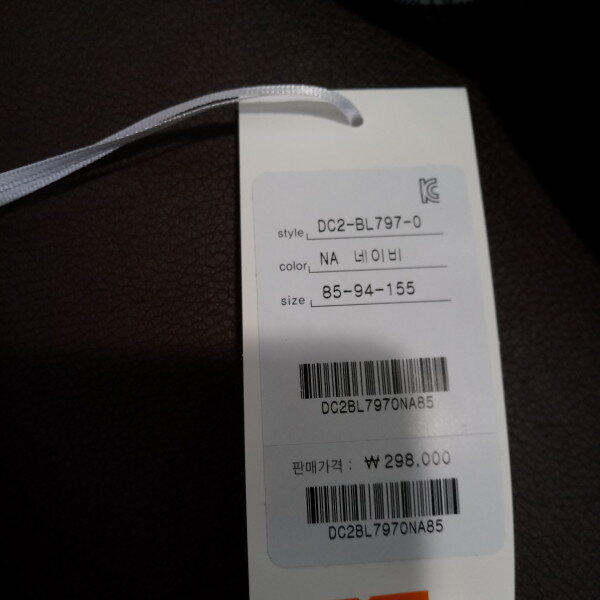 KC
style DC2-BL797-0
color NA 네이비
size 85-94-155
DC2BL7970NA85
판매가격 : ₩ 298,000
DC2BL7970NA85